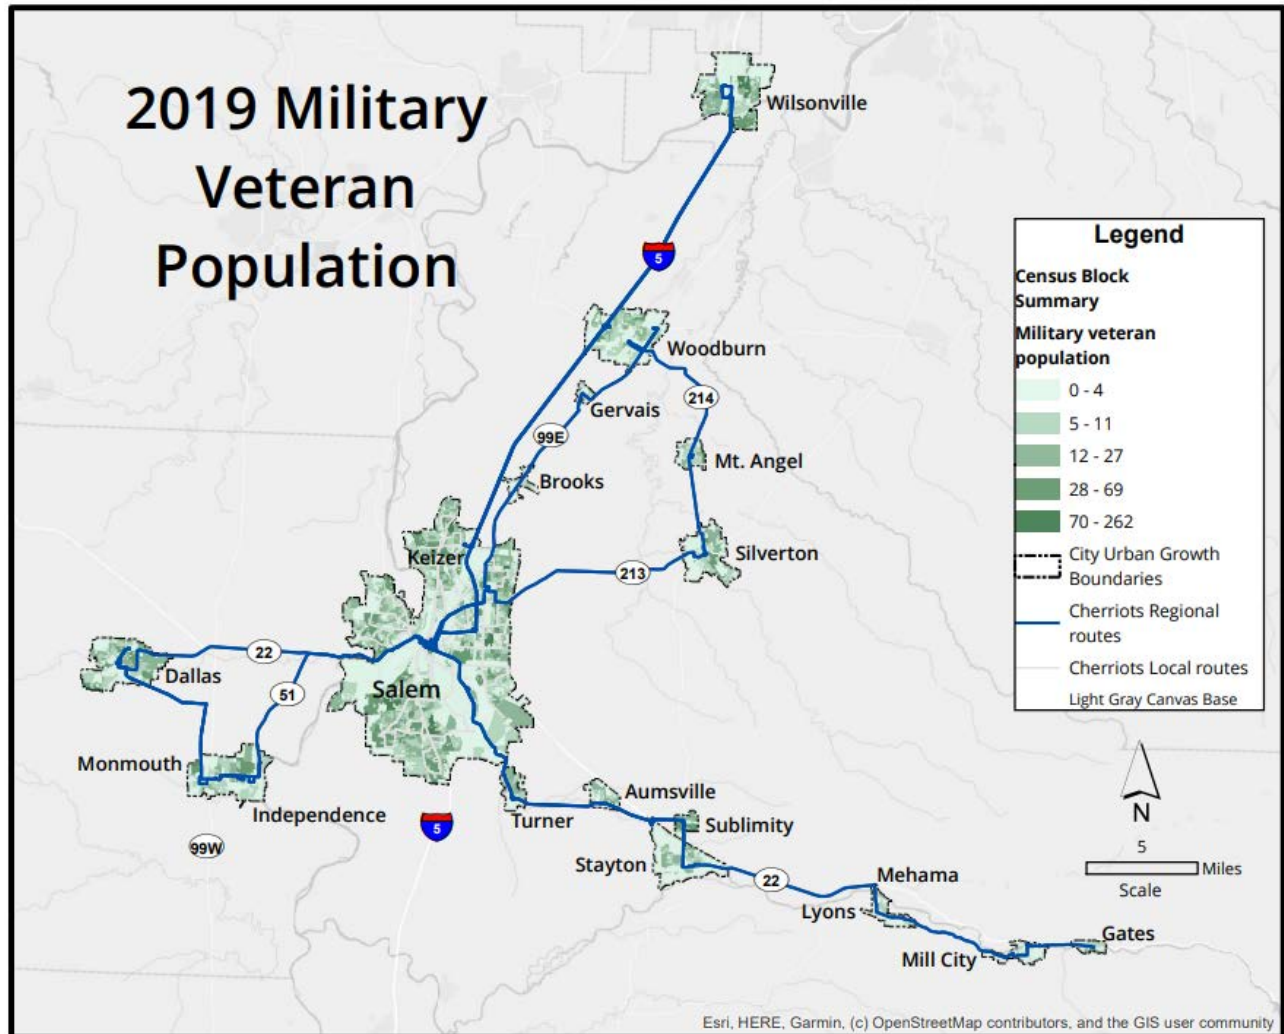 2019 Military
Veteran
Population
Wilsonville
5
Woodburn
Gervais
214
99E
Mt. Angel
Brooks
Keizer
Silverton
213
22
Dallas
51
Salem
Monmouth
Independence
99W
5
Turner
Aumsville
Sublimity
Stayton
22
Mehama
Lyons
Mill City
Gates
Legend
Census Block
Summary
Military veteran
population
0 - 4
5 - 11
12 - 27
28 - 69
70 - 262
City Urban Growth
Boundaries
Cherriots Regional
routes
Cherriots Local routes
Light Gray Canvas Base
N
5
Miles
Scale
Esri, HERE, Garmin, (c) OpenStreetMap contributors, and the GIS user community